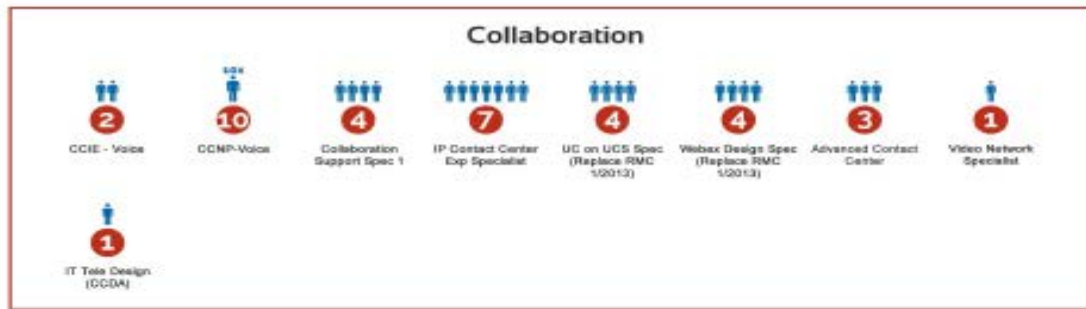 Collaboration
2
10
4
7
4
4
3
1
CCIE - Voice
CCNP-Voice
Collaboration
Support Spec 1
IP Contact Center
Exp Specialist
UC on UCS Spec
(Replace RMC
1/2013)
Webex Design Spec
(Replace RMC
1/2013)
Advanced Contact
Center
Video Network
Specialist
1
IT Tele Design
(CCDA)